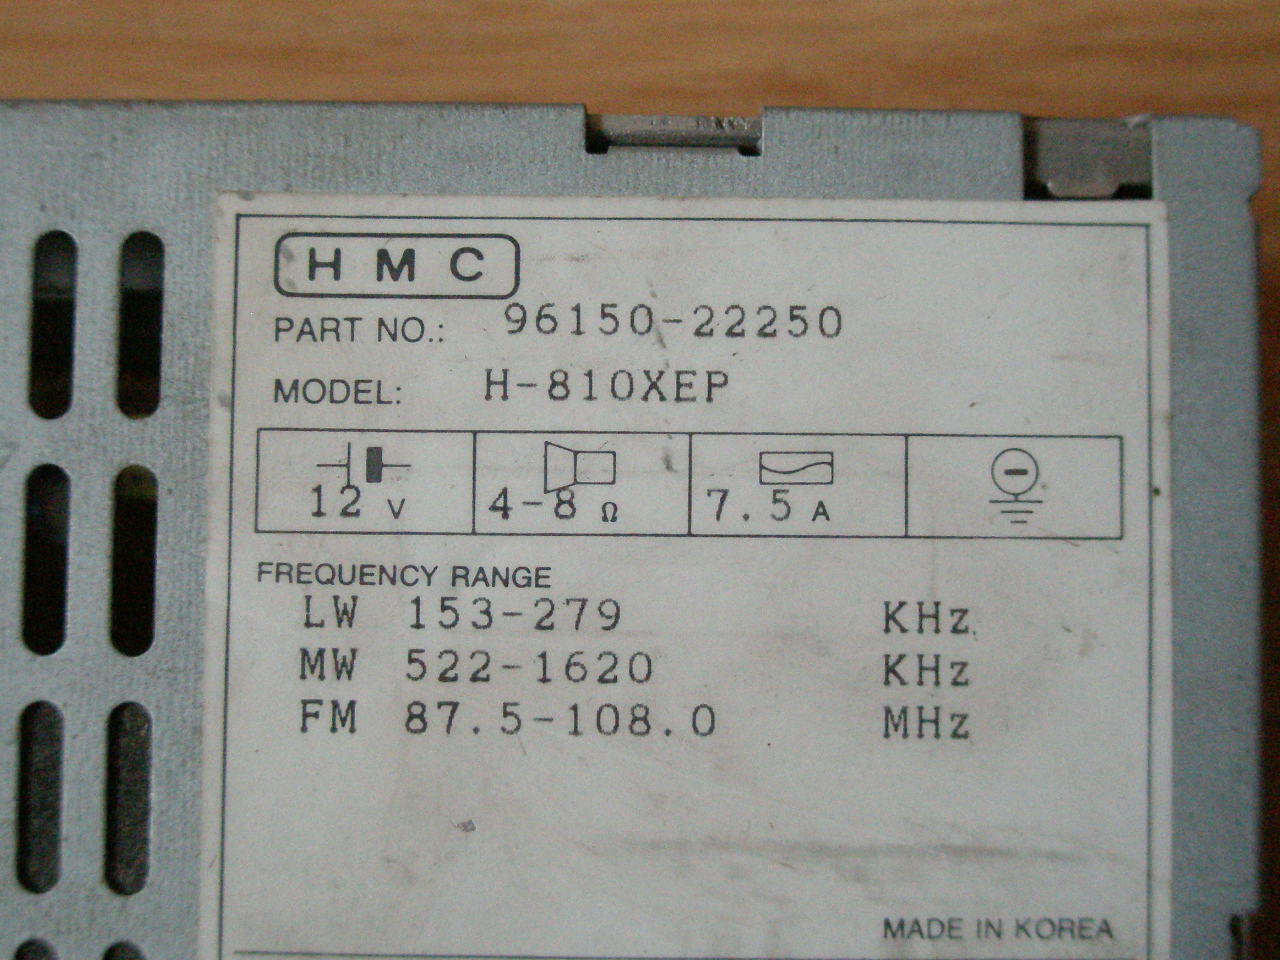 HMC
PART NO.: 96150-22250
MODEL: H-810XEP
12 V 4-8 Ω 7.5 A
FREQUENCY RANGE
LW 153-279 KHz
MW 522-1620 KHz
FM 87.5-108.0 MHz
MADE IN KOREA